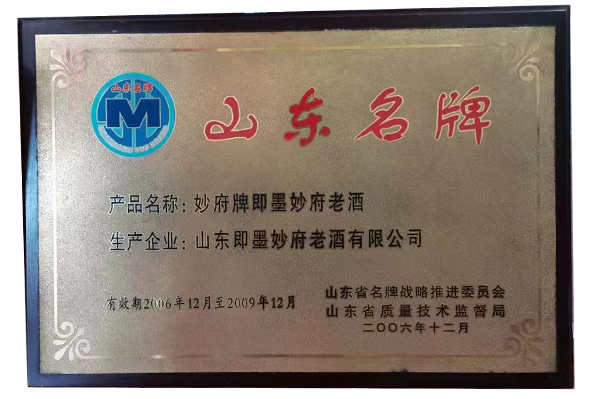 山东名牌
山东名牌
产品名称：妙府牌即墨妙府老酒
生产企业：山东即墨妙府老酒有限公司
有效期2006年12月至2009年12月
山东省名牌战略推进委员会
山东省质量技术监督局
二〇〇六年十二月